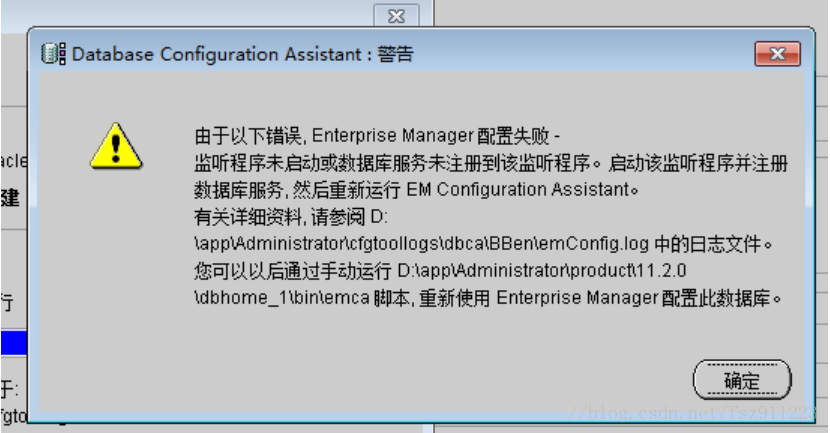 Database Configuration Assistant : 警告
由于以下错误, Enterprise Manager 配置失败 -
监听程序未启动或数据库服务未注册到该监听程序。启动该监听程序并注册
数据库服务, 然后重新运行 EM Configuration Assistant。
有关详细资料, 请参阅 D:
\app\Administrator\cfgtoollogs\dbca\BBen\emConfig.log 中的日志文件。
您可以以后通过手动运行 D:\app\Administrator\product\11.2.0
\dbhome_1\bin\emca 脚本, 重新使用 Enterprise Manager 配置此数据库。
acle
建
行
确定
于:
//blog.csdn.net/fsz911223